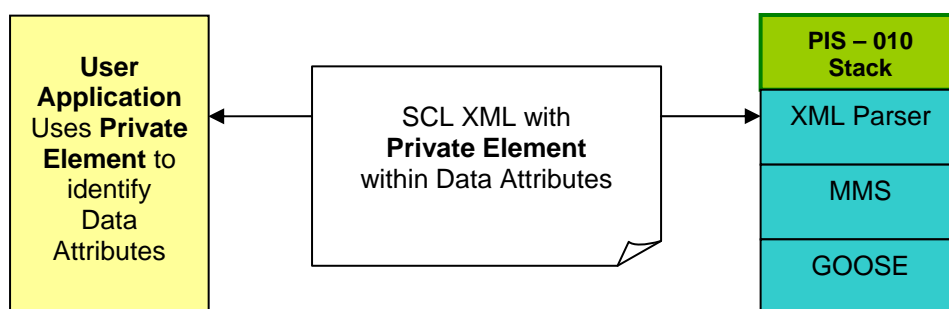 User
Application
Uses Private
Element to
identify
Data
Attributes
SCL XML with
Private Element
within Data Attributes
PIS – 010
Stack
XML Parser
MMS
GOOSE